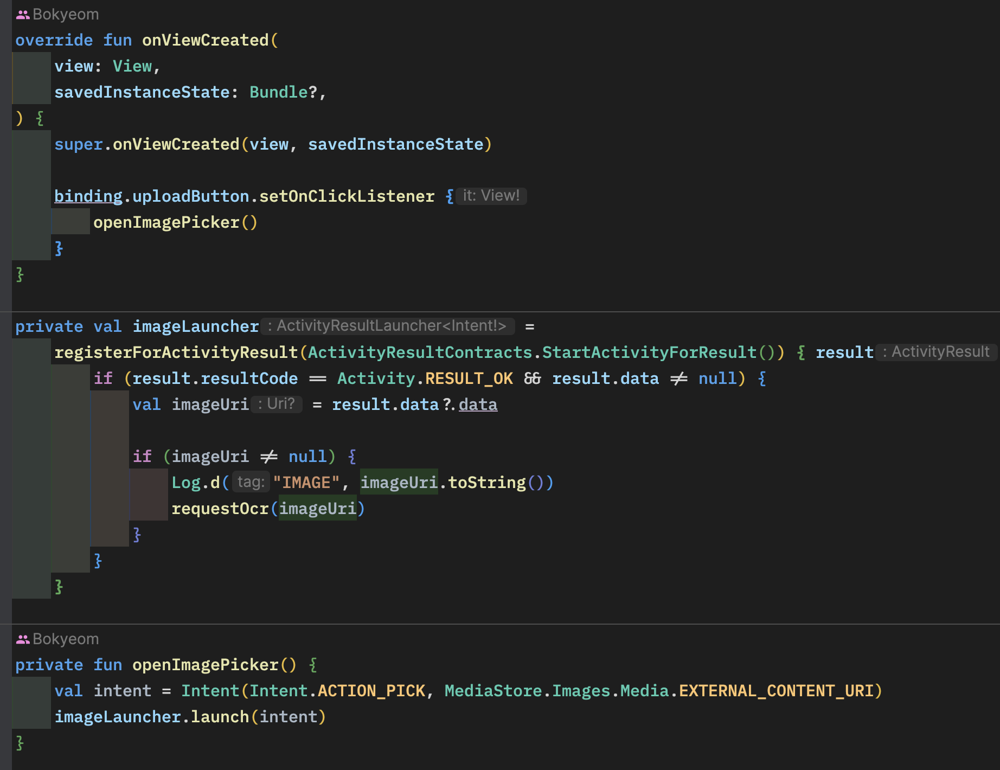 Bokyeom
override fun onViewCreated(
view: View,
savedInstanceState: Bundle?,
) {
super.onViewCreated(view, savedInstanceState)
binding.uploadButton.setOnClickListener { it: View!
openImagePicker()
}
}
private val imageLauncher : ActivityResultLauncher<Intent!> =
registerForActivityResult(ActivityResultContracts.StartActivityForResult()) { result : ActivityResult
if (result.resultCode == Activity.RESULT_OK && result.data != null) {
val imageUri : Uri? = result.data?.data
if (imageUri != null) {
Log.d( tag: "IMAGE", imageUri.toString())
requestOcr(imageUri)
}
}
}
Bokyeom
private fun openImagePicker() {
val intent = Intent(Intent.ACTION_PICK, MediaStore.Images.Media.EXTERNAL_CONTENT_URI)
imageLauncher.launch(intent)
}